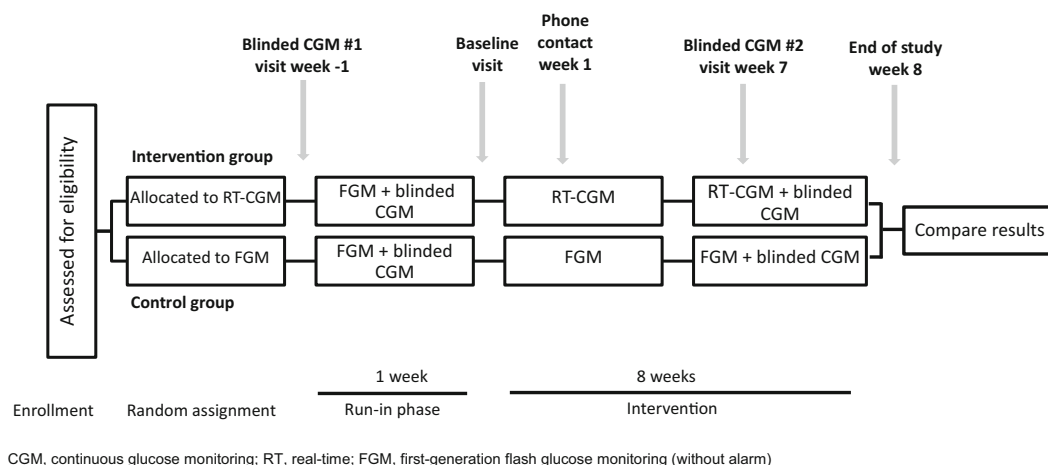 Phone
contact
week 1
Blinded CGM #1
visit week -1
Baseline
visit
Blinded CGM #2
visit week 7
End of study
week 8
Assessed for eligibility
Intervention group
Allocated to RT-CGM
FGM + blinded
CGM
RT-CGM
RT-CGM + blinded
CGM
Compare results
Allocated to FGM
FGM + blinded
CGM
FGM
FGM + blinded CGM
Control group
1 week
8 weeks
Enrollment
Random assignment
Run-in phase
Intervention
CGM, continuous glucose monitoring; RT, real-time; FGM, first-generation flash glucose monitoring (without alarm)